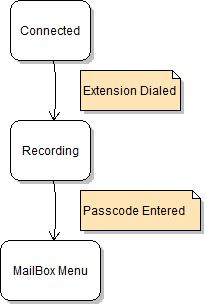 Connected
Extension Dialed
Recording
Passcode Entered
MailBox Menu